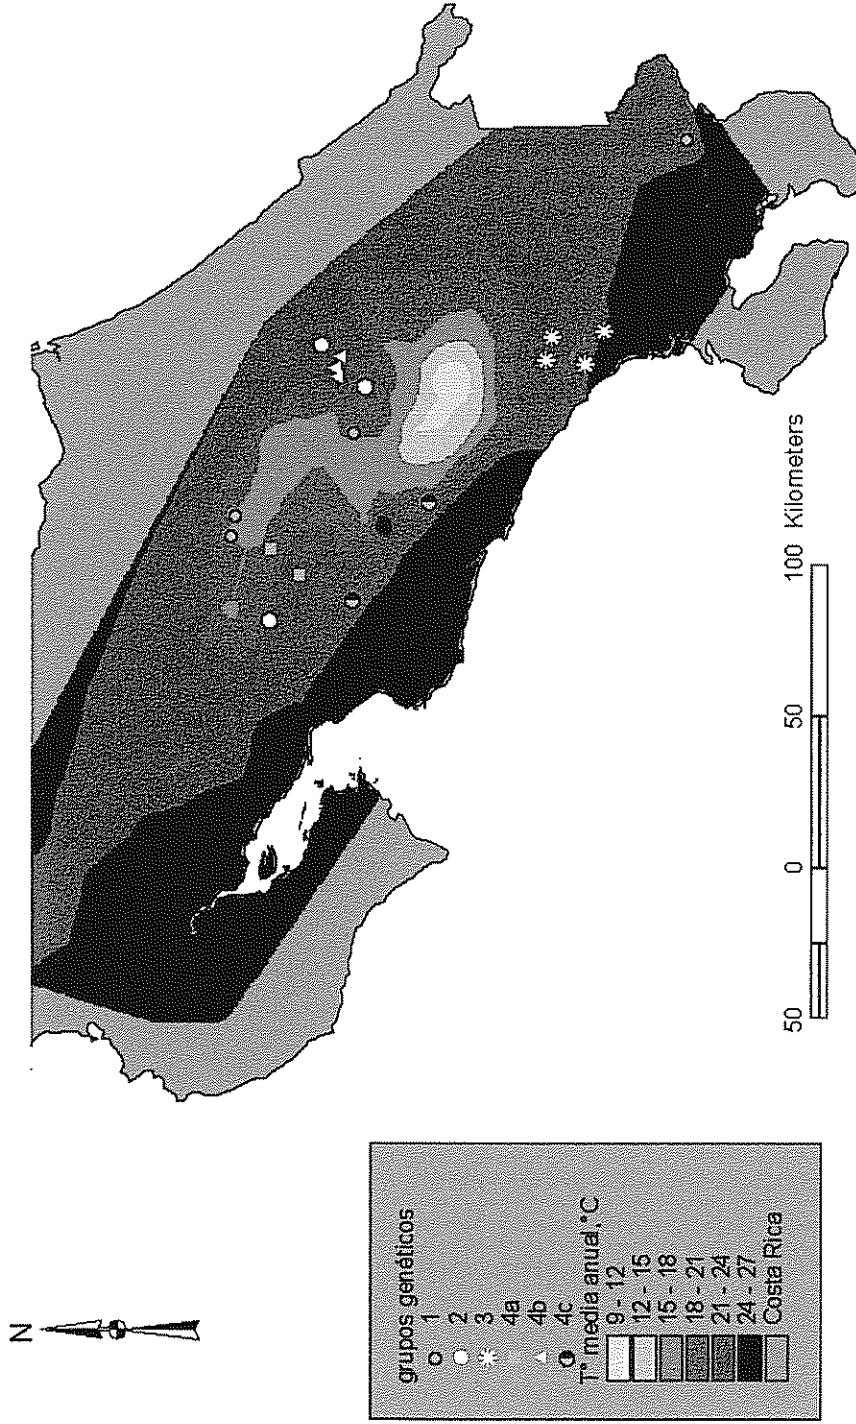 N
grupos genéticos
1
2
3
4a
4b
4c
T° media anual,°C
9 - 12
12 - 15
15 - 18
18 - 21
21 - 24
24 - 27
Costa Rica
50 0 50 100 Kilometers